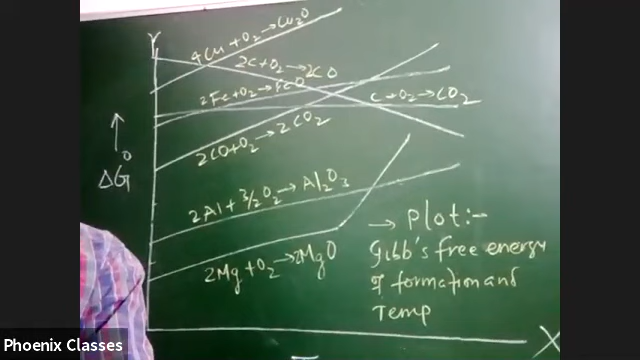 Y
4Cu + O₂ → Cu₂O
2C + O₂ → 2CO
2Fe + O₂ → FeO
C + O₂ → CO₂
2CO + O₂ → 2CO₂
ΔG°
2Al + 3/2 O₂ → Al₂O₃
2Mg + O₂ → 2MgO
→ Plot:-
Gibb's free energy
of formation and
Temp
X
Phoenix Classes